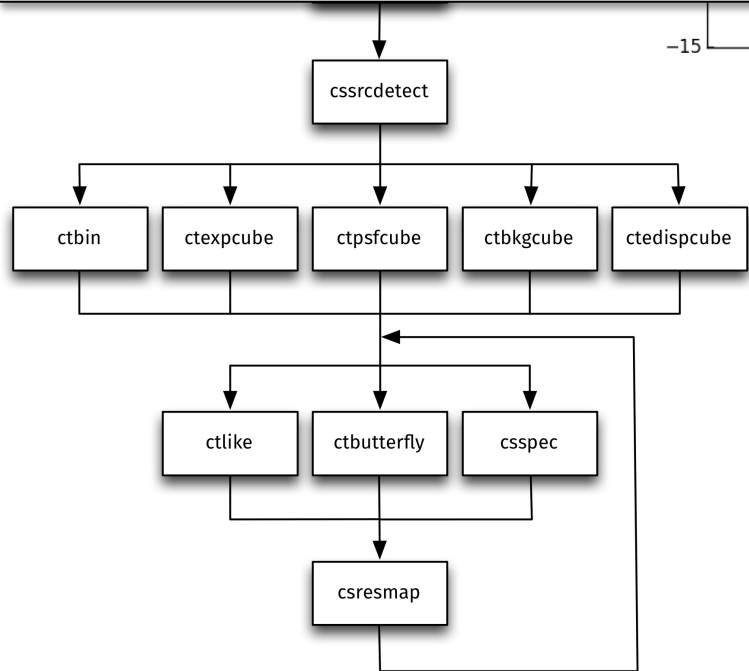 −15
cssrcdetect
ctbin
ctexpcube
ctpsfcube
ctbkgcube
ctedispcube
ctlike
ctbutterfly
csspec
csresmap